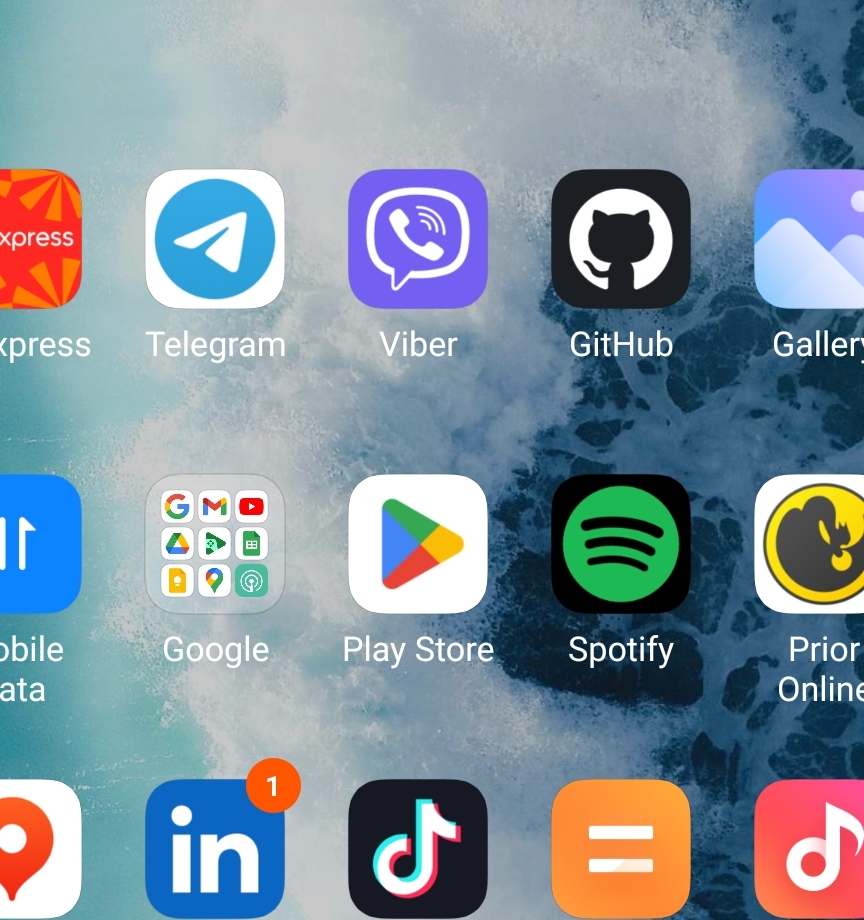 xpress
xpress Telegram Viber GitHub Gallery
Google Play Store Spotify Prior
obile
ata
Online
1
in